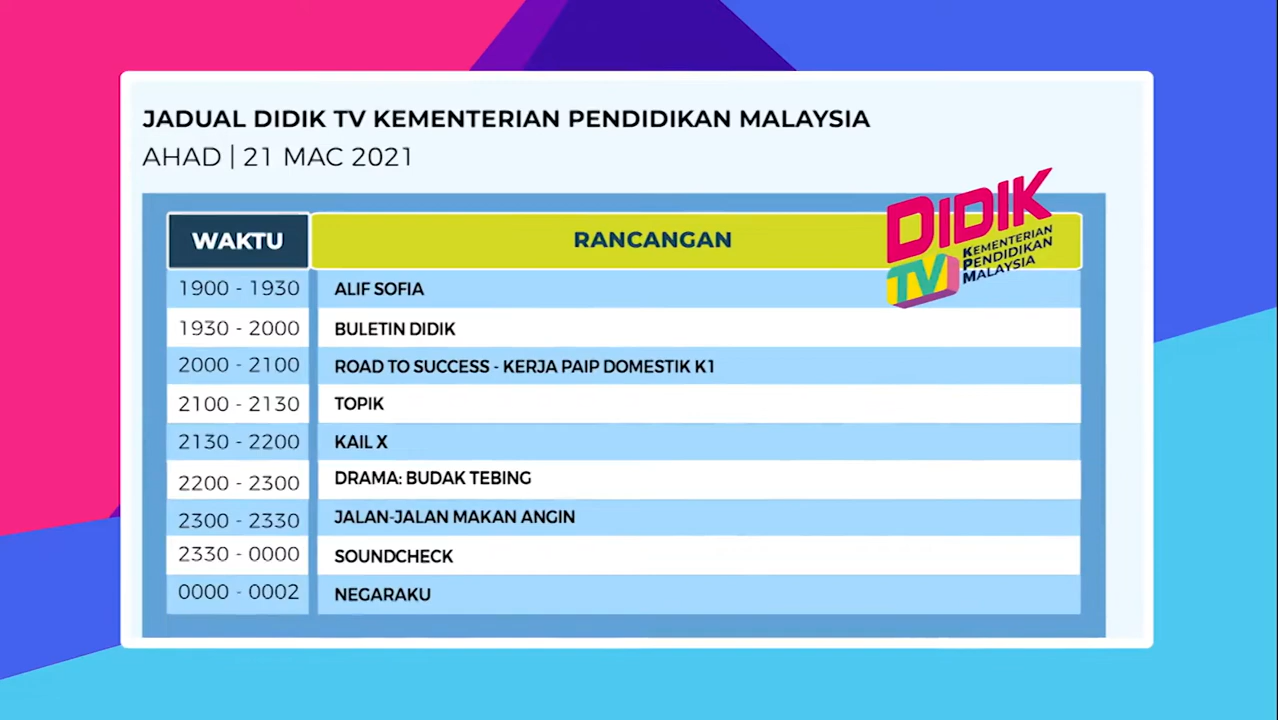 JADUAL DIDIK TV KEMENTERIAN PENDIDIKAN MALAYSIA
AHAD | 21 MAC 2021
DIDIK
TV
KEMENTERIAN
PENDIDIKAN
MALAYSIA
WAKTU RANCANGAN
1900 - 1930 ALIF SOFIA
1930 - 2000 BULETIN DIDIK
2000 - 2100 ROAD TO SUCCESS - KERJA PAIP DOMESTIK K1
2100 - 2130 TOPIK
2130 - 2200 KAIL X
2200 - 2300 DRAMA: BUDAK TEBING
2300 - 2330 JALAN-JALAN MAKAN ANGIN
2330 - 0000 SOUNDCHECK
0000 - 0002 NEGARAKU